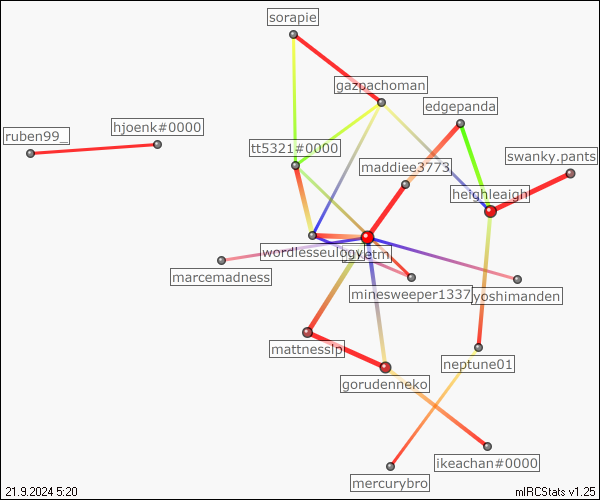 sorapie
gazpachoman
edgepanda
ruben99_
hjoenk#0000
tt5321#0000
maddiee3773
swanky.pants
heighleaigh
wordlesseulogy
marcemadness
minesweeper1337
yoshimanden
mattnesslp
neptune01
gorudenneko
ikeachan#0000
mercurybro
21.9.2024 5:20
mIRCStats v1.25